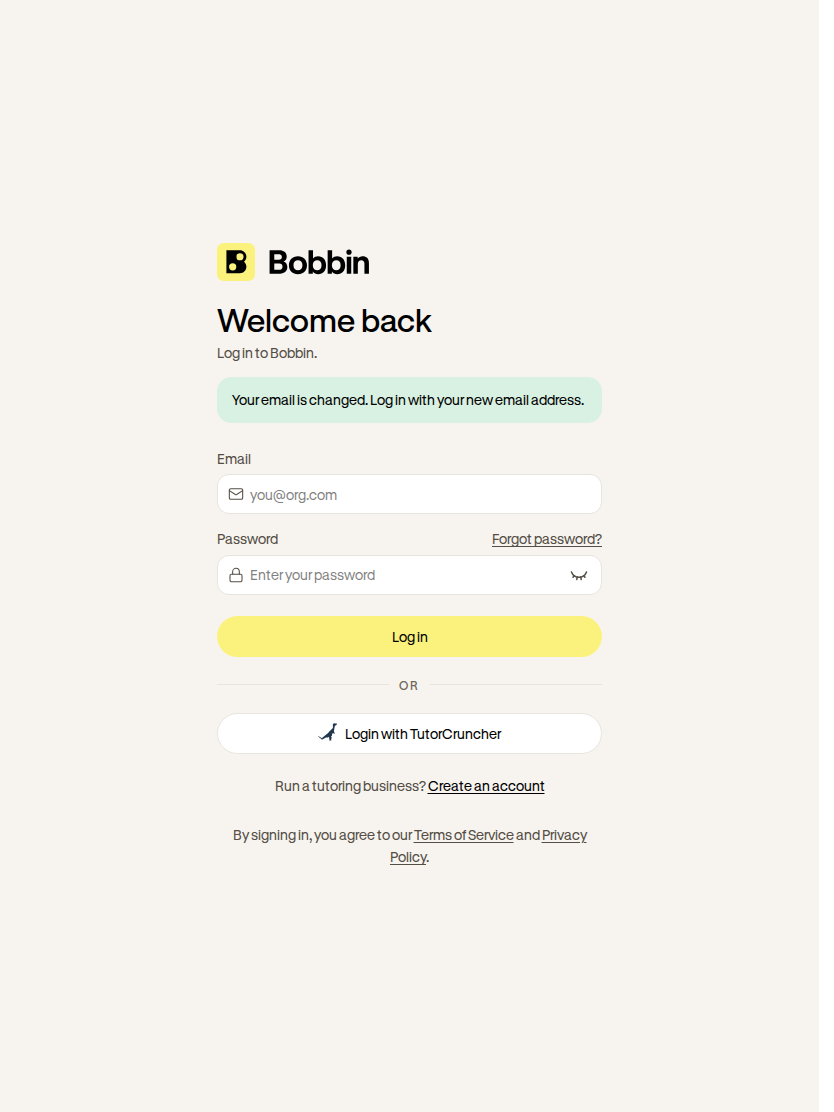 Bobbin
Welcome back
Log in to Bobbin.
Your email is changed. Log in with your new email address.
Email
you@org.com
Password Forgot password?
Enter your password
Log in
OR
Login with TutorCruncher
Run a tutoring business? Create an account
By signing in, you agree to our Terms of Service and Privacy
Policy.